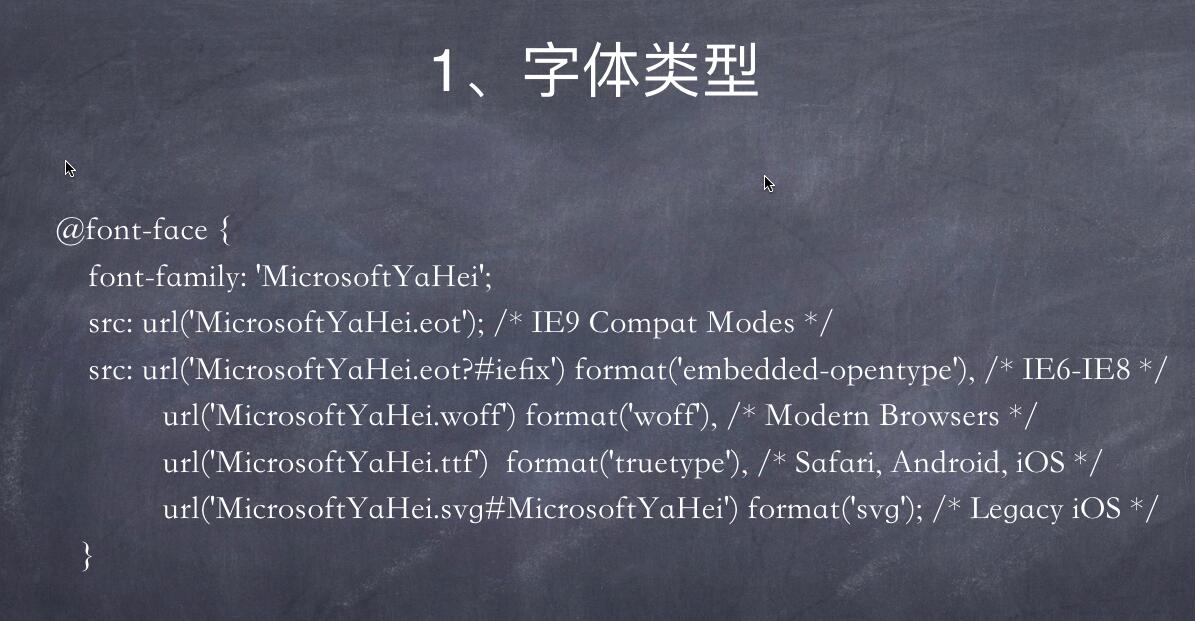 1、字体类型
@font-face {
font-family: 'MicrosoftYaHei';
src: url('MicrosoftYaHei.eot'); /* IE9 Compat Modes */
src: url('MicrosoftYaHei.eot?#iefix') format('embedded-opentype'), /* IE6-IE8 */
url('MicrosoftYaHei.woff') format('woff'), /* Modern Browsers */
url('MicrosoftYaHei.ttf')  format('truetype'), /* Safari, Android, iOS */
url('MicrosoftYaHei.svg#MicrosoftYaHei') format('svg'); /* Legacy iOS */
}